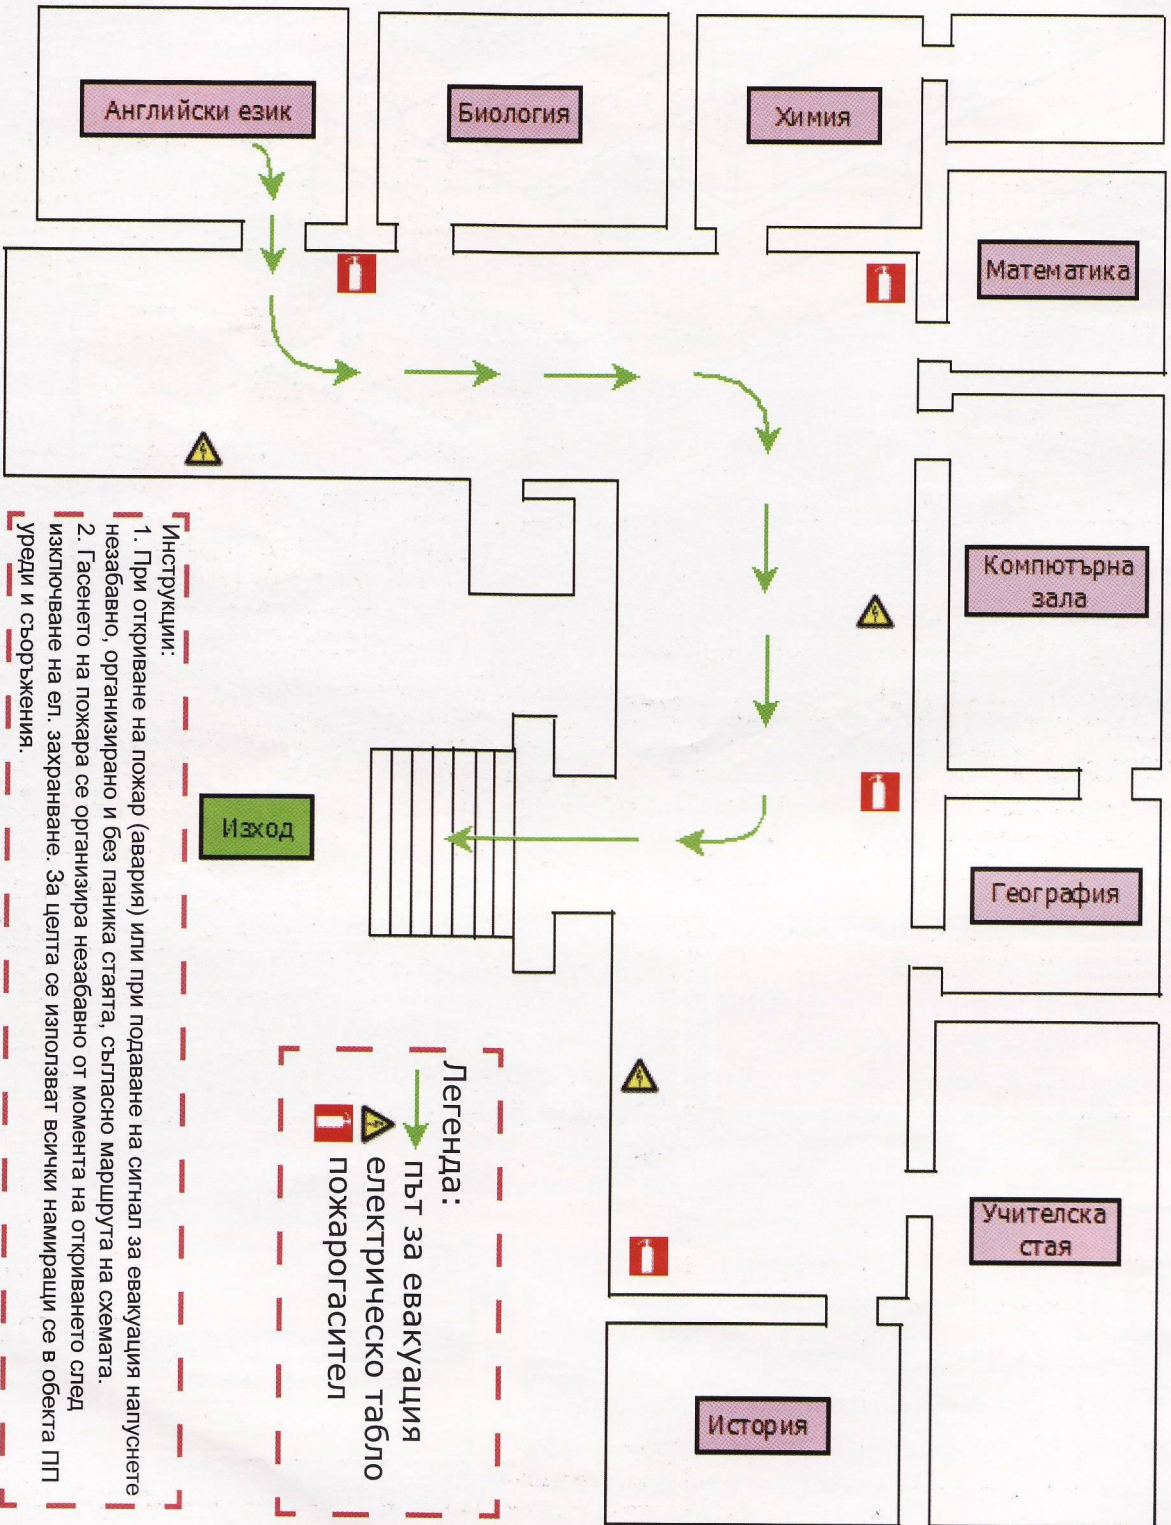 Английски език
Биология
Химия
Математика
Компютърна
зала
География
Учителска
стая
История
Изход
Легенда:
път за евакуация
електрическо табло
пожарогасител
Инструкции:
1. При откриване на пожар (авария) или при подаване на сигнал за евакуация напуснете
незабавно, организирано и без паника стаята, съгласно маршрута на схемата.
2. Гасенето на пожара се организира незабавно от момента на откриването след
изключване на ел. захранване. За целта се използват всички намиращи се в обекта ПП
уреди и съоръжения.